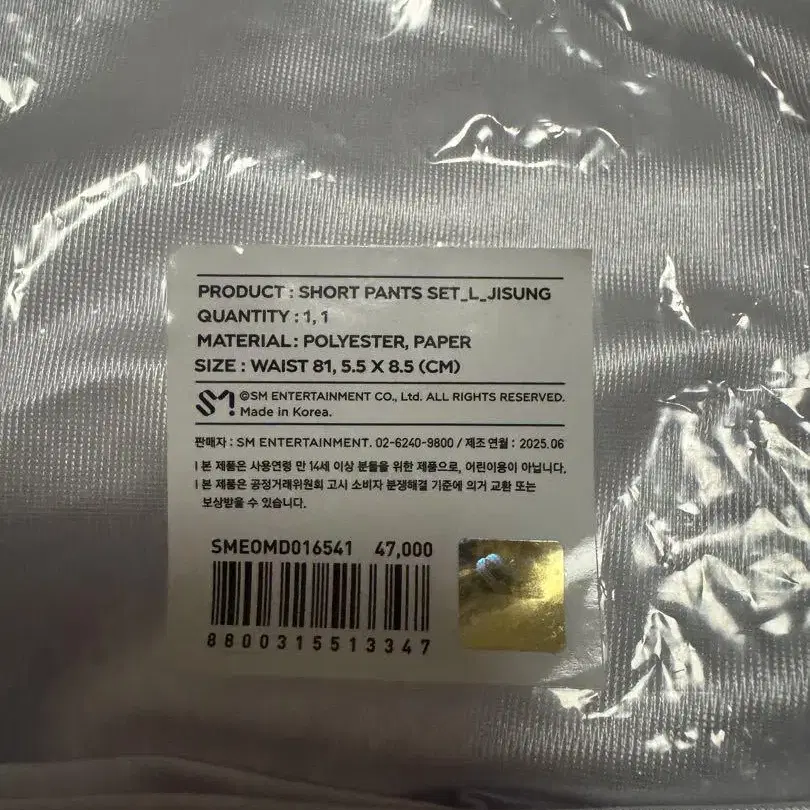 PRODUCT : SHORT PANTS SET_L_JISUNG
QUANTITY : 1, 1
MATERIAL : POLYESTER, PAPER
SIZE : WAIST 81, 5.5 X 8.5 (CM)
SM ©SM ENTERTAINMENT CO., Ltd. ALL RIGHTS RESERVED.
Made in Korea.
판매자 : SM ENTERTAINMENT. 02-6240-9800 / 제조 연월 : 2025.06
| 본 제품은 사용연령 만 14세 이상 분들을 위한 제품으로, 어린이용이 아닙니다.
| 본 제품은 공정거래위원회 고시 소비자 분쟁해결 기준에 의거 교환 또는
보상받을 수 있습니다.
SMEOMD016541 47,000
8800315513347